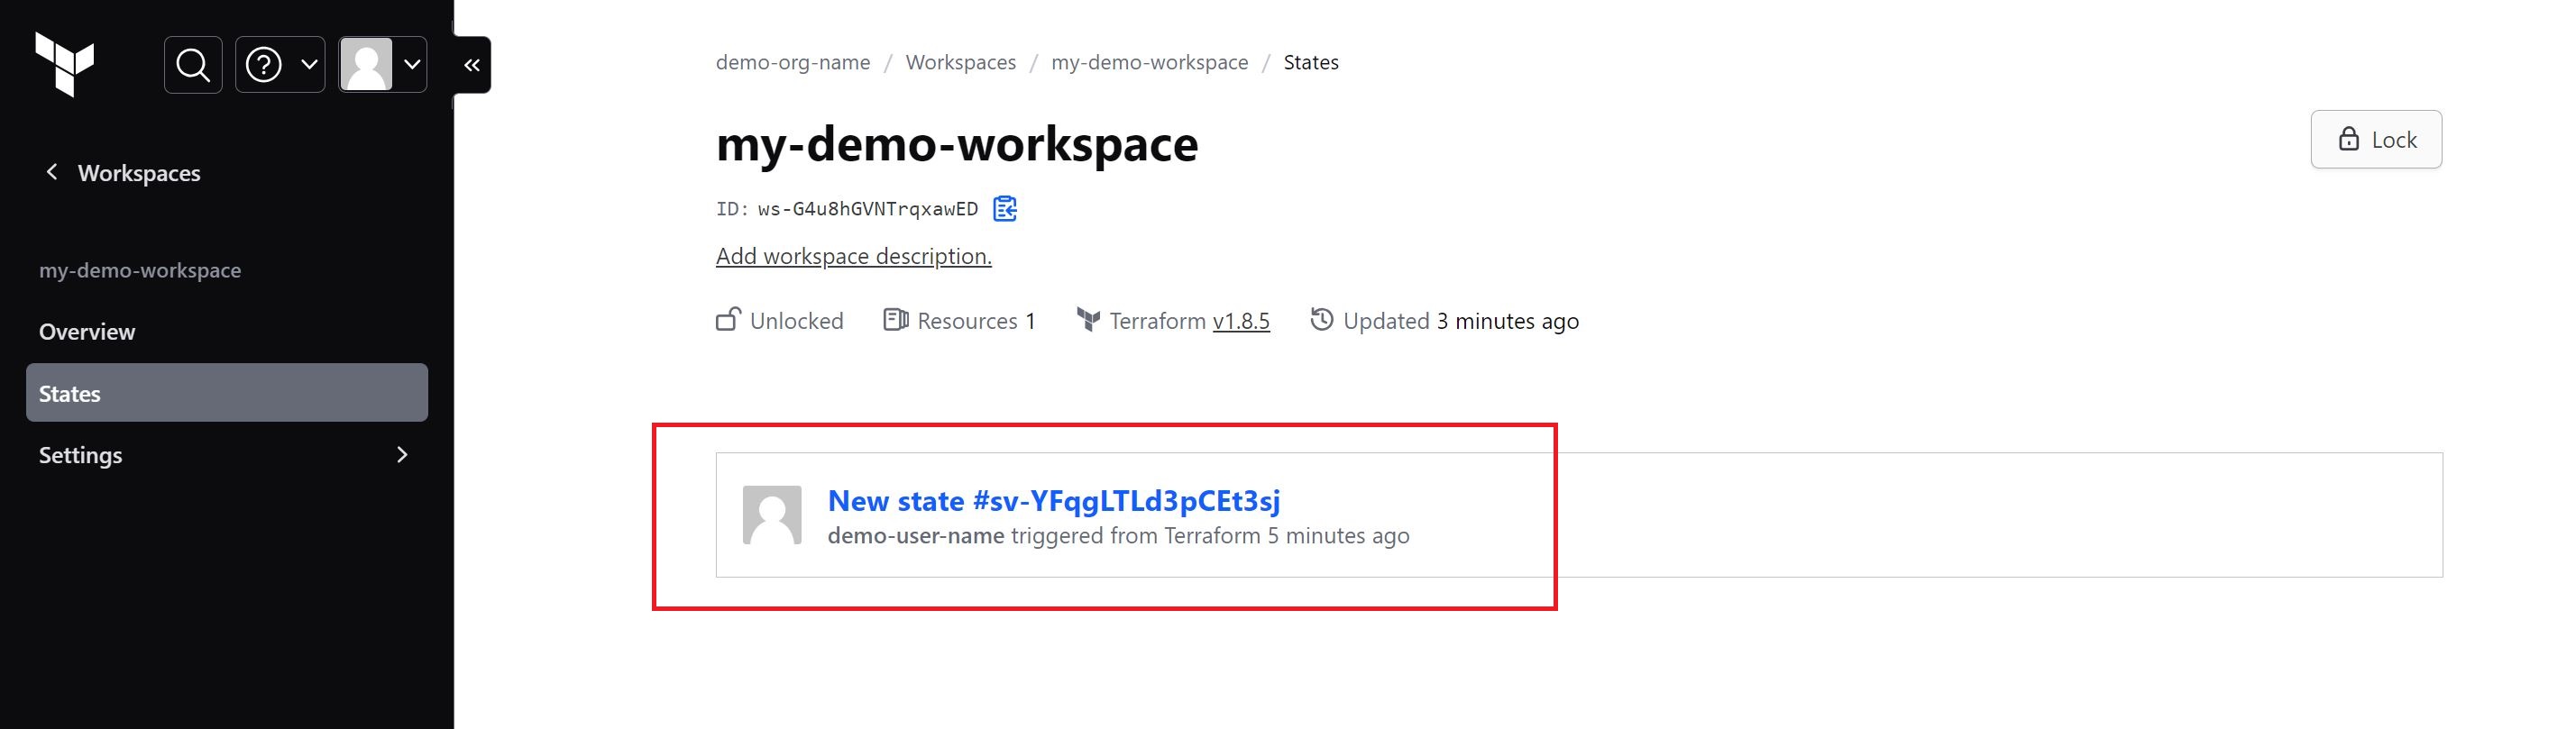 demo-org-name / Workspaces / my-demo-workspace / States
Workspaces
my-demo-workspace
Overview
States
Settings
my-demo-workspace
Lock
ID: ws-G4u8hGVNTrqxawED
Add workspace description.
Unlocked Resources 1 Terraform v1.8.5 Updated 3 minutes ago
New state #sv-YFqgLTLd3pCEt3sj
demo-user-name triggered from Terraform 5 minutes ago